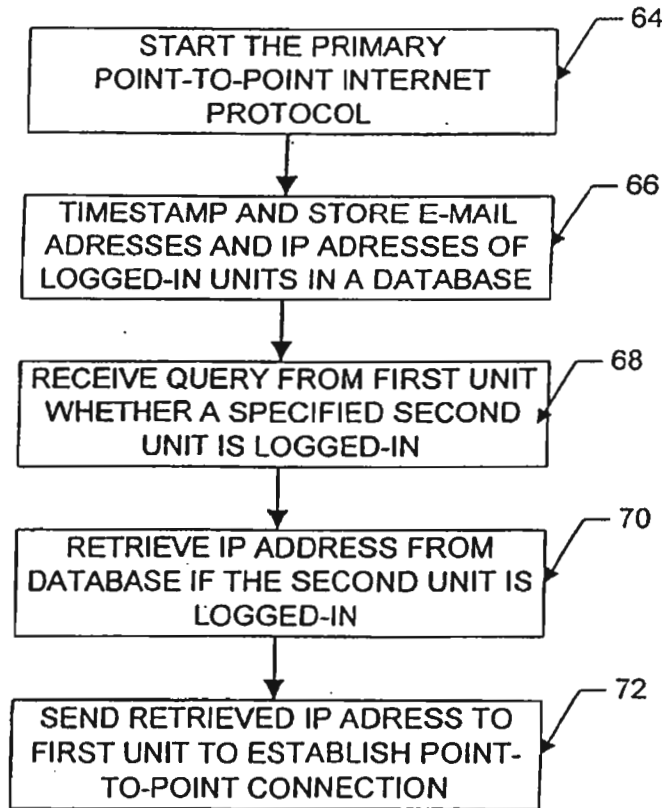 64
START THE PRIMARY
POINT-TO-POINT INTERNET
PROTOCOL
66
TIMESTAMP AND STORE E-MAIL
ADRESSES AND IP ADRESSES OF
LOGGED-IN UNITS IN A DATABASE
68
RECEIVE QUERY FROM FIRST UNIT
WHETHER A SPECIFIED SECOND
UNIT IS LOGGED-IN
70
RETRIEVE IP ADDRESS FROM
DATABASE IF THE SECOND UNIT IS
LOGGED-IN
72
SEND RETRIEVED IP ADRESS TO
FIRST UNIT TO ESTABLISH POINT-
TO-POINT CONNECTION